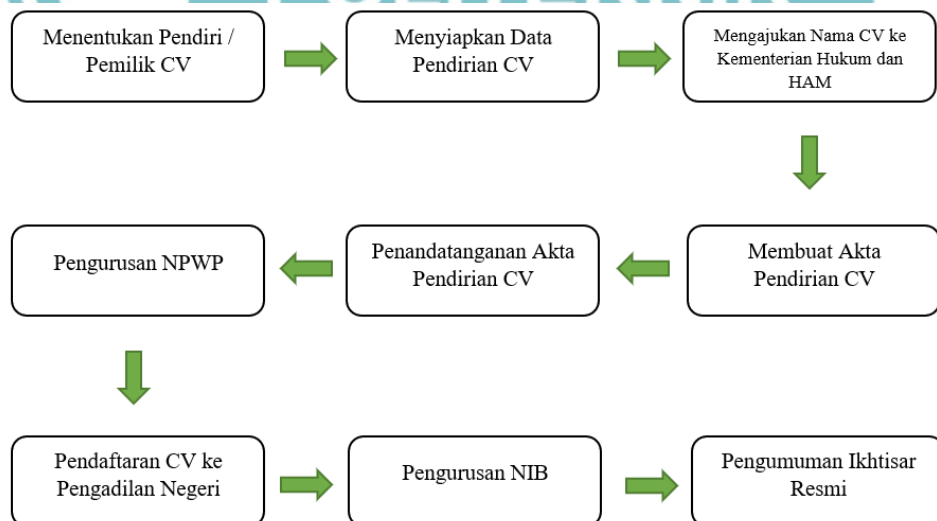 Menentukan Pendiri /
Pemilik CV
Menyiapkan Data
Pendirian CV
Mengajukan Nama CV ke
Kementerian Hukum dan
HAM
Membuat Akta
Pendirian CV
Penandatanganan Akta
Pendirian CV
Pengurusan NPWP
Pendaftaran CV ke
Pengadilan Negeri
Pengurusan NIB
Pengumuman Ikhtisar
Resmi